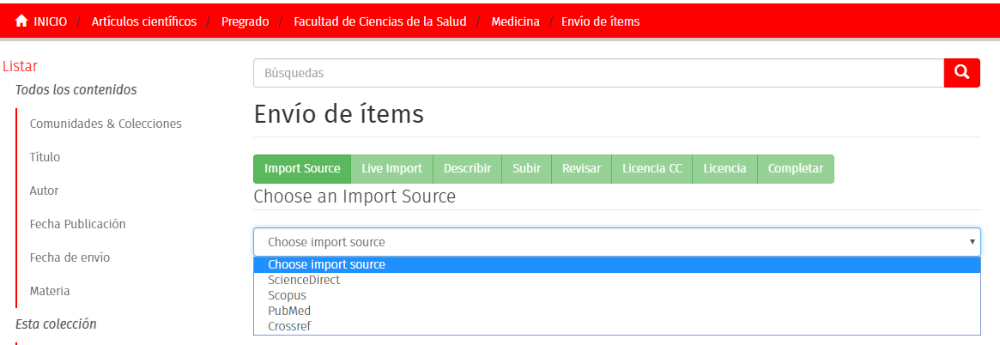 INICIO / Artículos científicos / Pregrado / Facultad de Ciencias de la Salud / Medicina / Envío de ítems
Listar
Todos los contenidos
Comunidades & Colecciones
Título
Autor
Fecha Publicación
Fecha de envío
Materia
Esta colección
Búsquedas
Envío de ítems
Import Source Live Import Describir Subir Revisar Licencia CC Licencia Completar
Choose an Import Source
Choose import source
Choose import source
ScienceDirect
Scopus
PubMed
Crossref